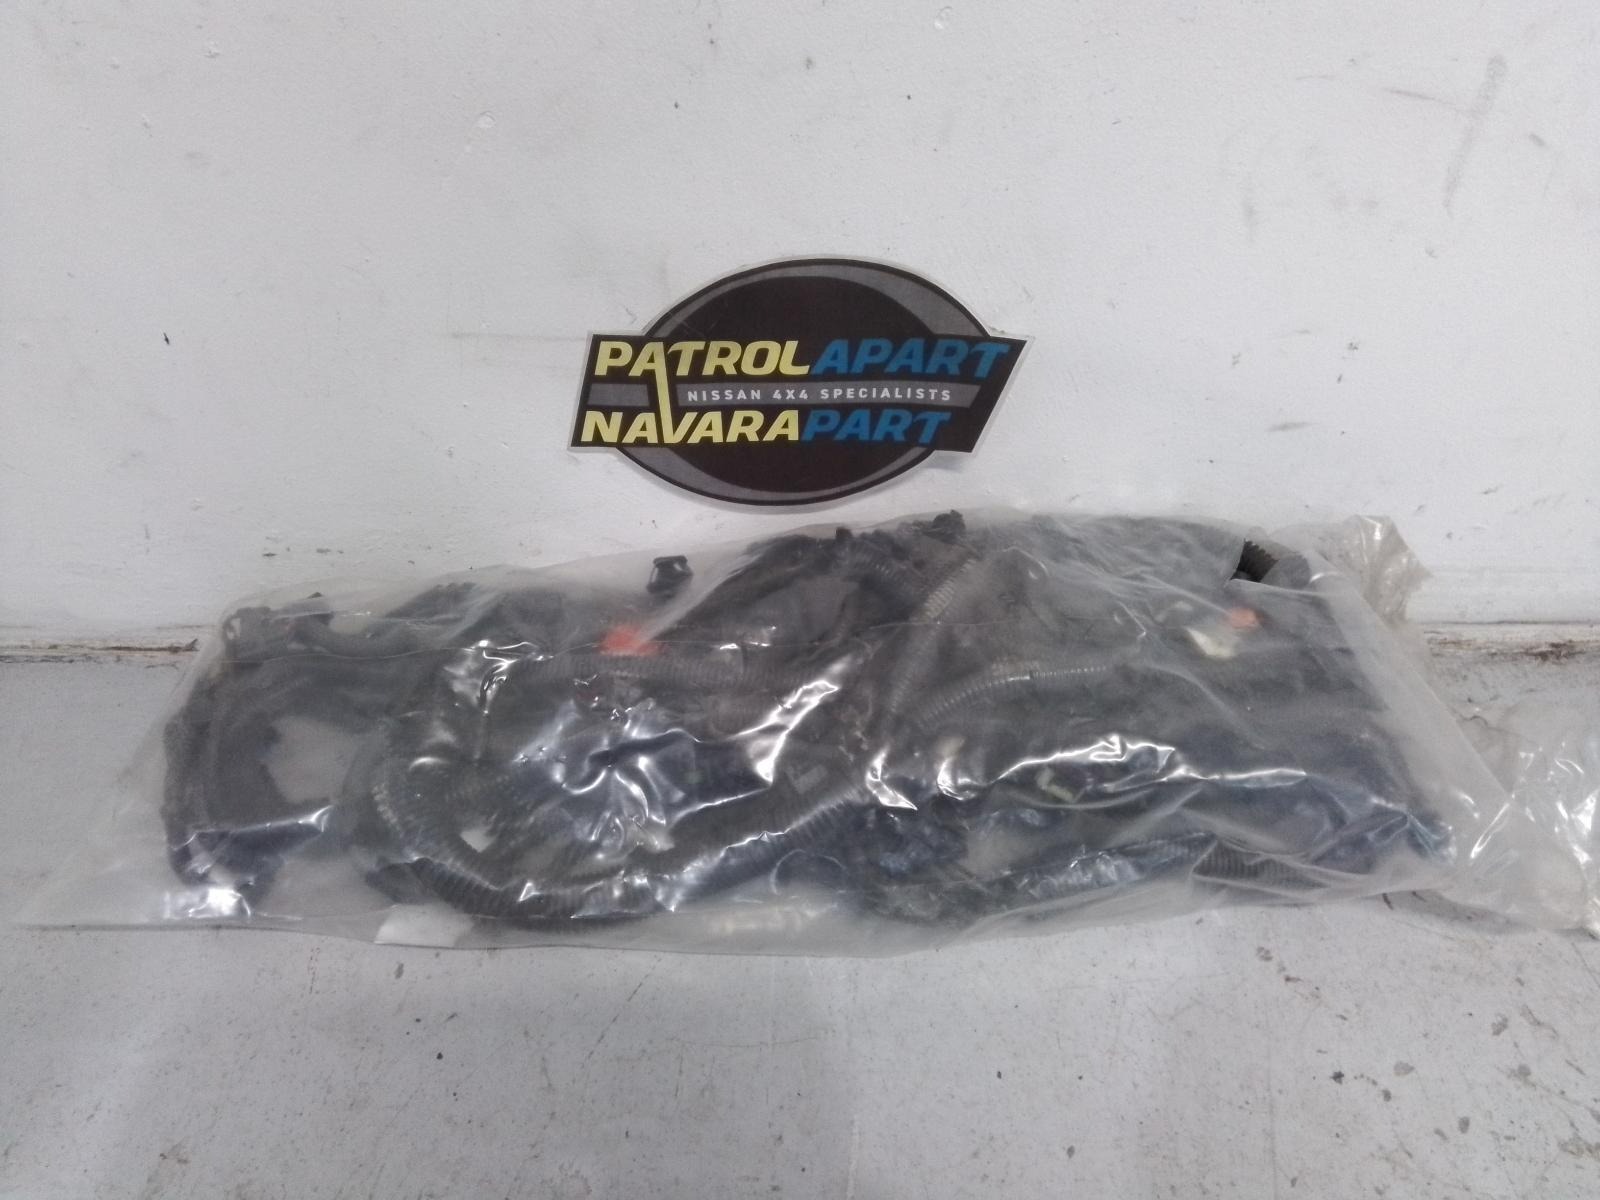 PATROLAPART
NISSAN 4X4 SPECIALISTS
NAVARAPART